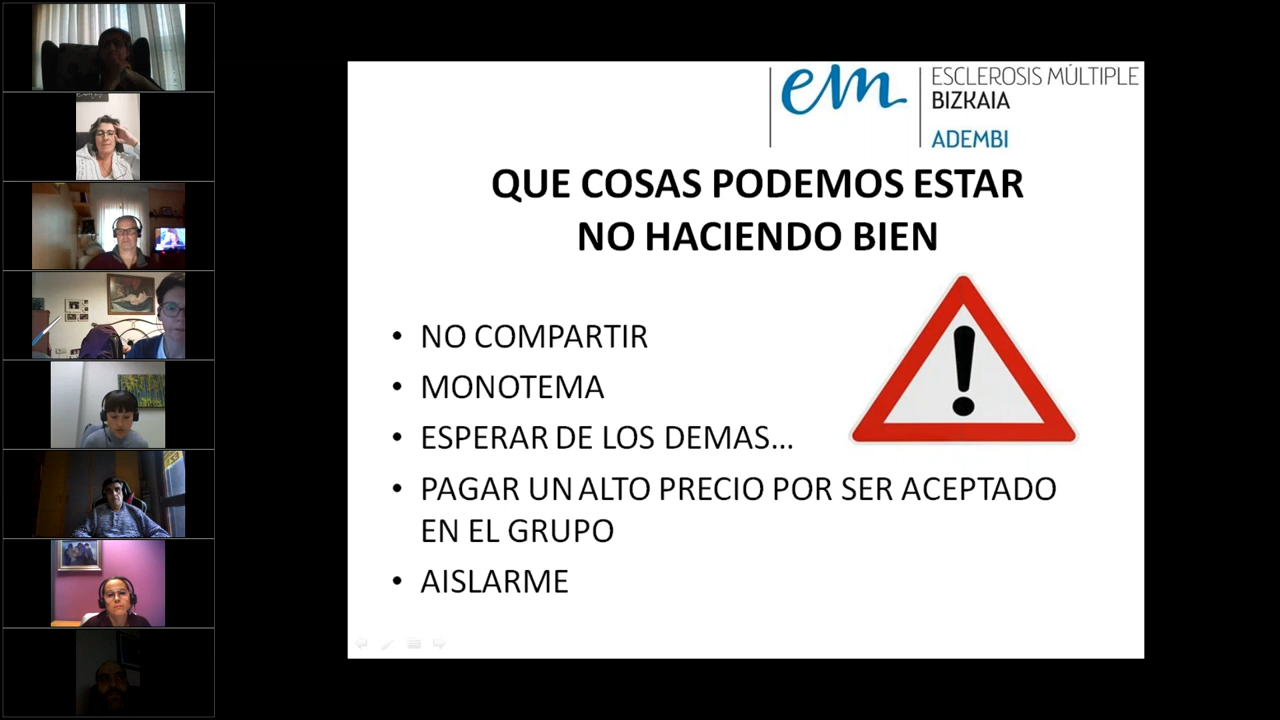 em
ESCLEROSIS MÚLTIPLE
BIZKAIA
ADEMBI
QUE COSAS PODEMOS ESTAR
NO HACIENDO BIEN
• NO COMPARTIR
• MONOTEMA
• ESPERAR DE LOS DEMAS...
• PAGAR UN ALTO PRECIO POR SER ACEPTADO
EN EL GRUPO
• AISLARME